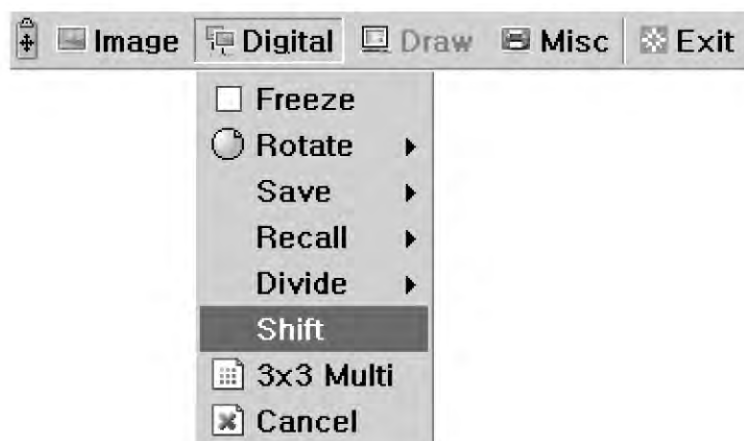 Image Digital Draw Misc Exit
Freeze
Rotate
Save
Recall
Divide
Shift
3x3 Multi
Cancel